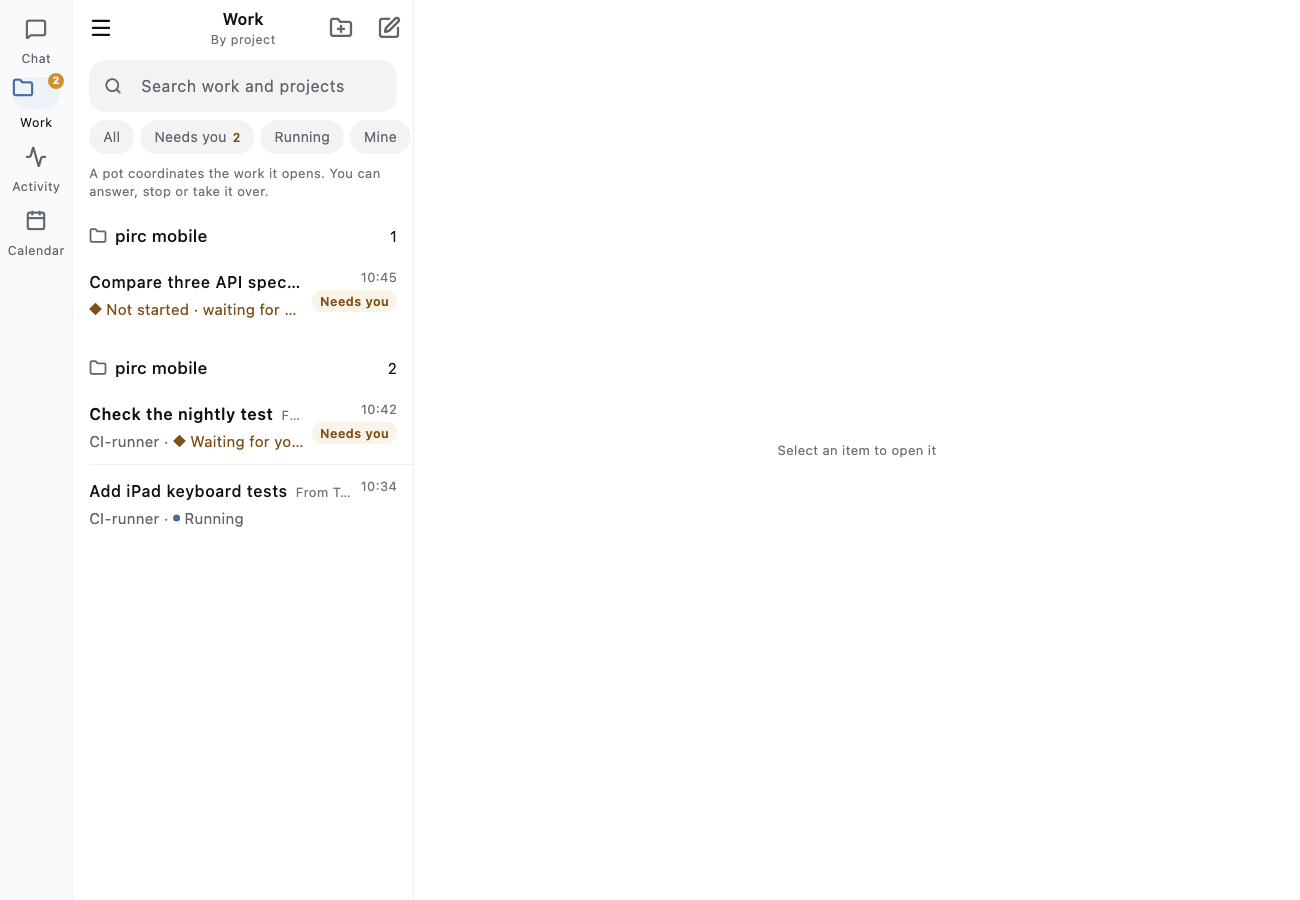 Work
By project
Chat
2
Work
Activity
Calendar
Search work and projects
All
Needs you 2
Running
Mine
A pot coordinates the work it opens. You can
answer, stop or take it over.
pirc mobile 1
Compare three API spec... 10:45
◆ Not started · waiting for ... Needs you
pirc mobile 2
Check the nightly test F... 10:42
CI-runner · ◆ Waiting for yo... Needs you
Add iPad keyboard tests From T... 10:34
CI-runner · • Running
Select an item to open it